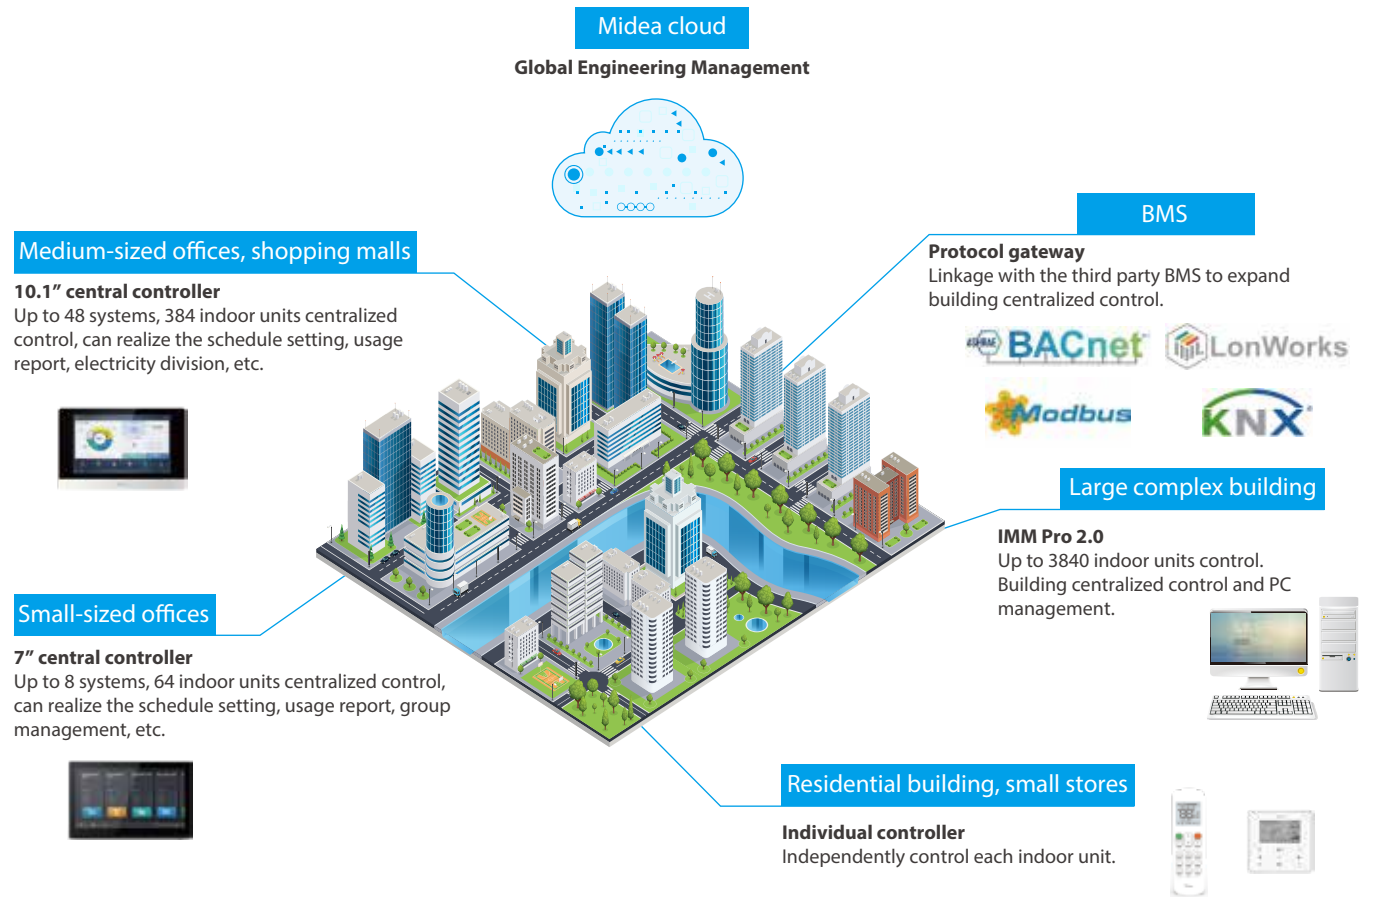 Midea cloud
Global Engineering Management
Medium-sized offices, shopping malls
10.1” central controller
Up to 48 systems, 384 indoor units centralized
control, can realize the schedule setting, usage
report, electricity division, etc.
BMS
Protocol gateway
Linkage with the third party BMS to expand
building centralized control.
ASHRAE BACnet
LonWorks
Modbus
KNX
Large complex building
IMM Pro 2.0
Up to 3840 indoor units control.
Building centralized control and PC
management.
Small-sized offices
7” central controller
Up to 8 systems, 64 indoor units centralized control,
can realize the schedule setting, usage report, group
management, etc.
Residential building, small stores
Individual controller
Independently control each indoor unit.